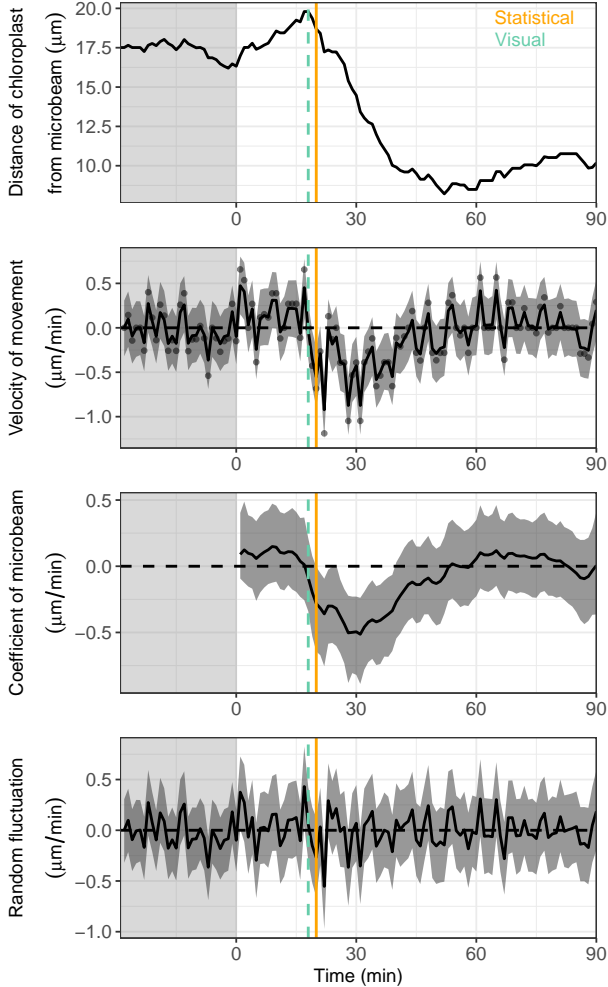 Distance of chloroplast
from microbeam (μm)
20.0
17.5
15.0
12.5
10.0
Statistical
Visual
0
30
60
90
Velocity of movement
(μm/min)
0.5
0.0
−0.5
−1.0
0
30
60
90
Coefficient of microbeam
(μm/min)
0.5
0.0
−0.5
0
30
60
90
Random fluctuation
(μm/min)
0.5
0.0
−0.5
−1.0
0
30
60
90
Time (min)